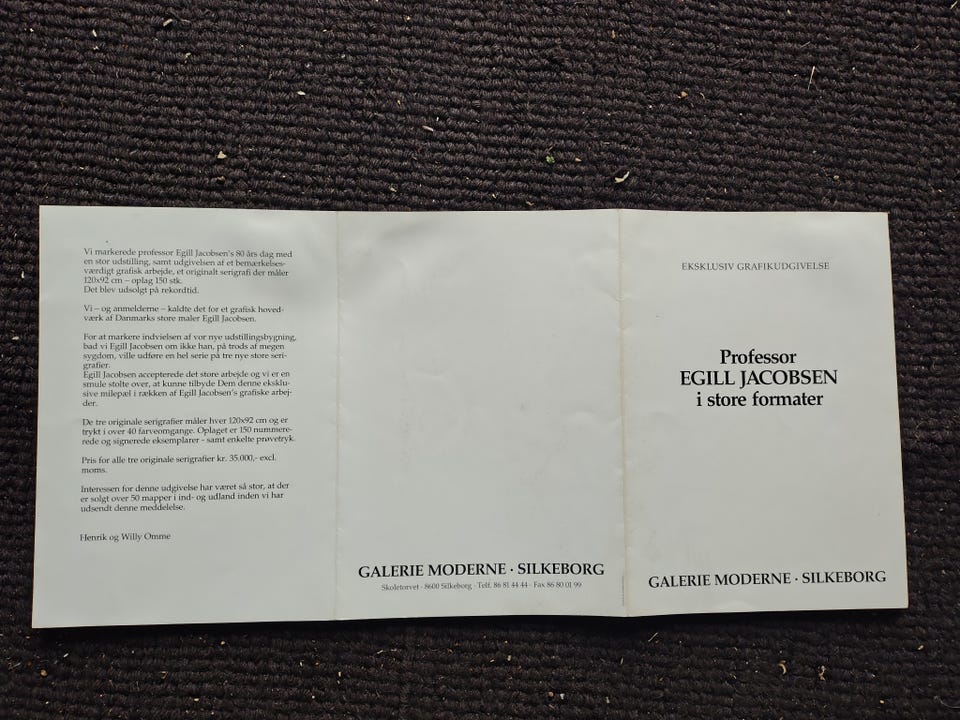 Vi markerede professor Egill Jacobsen's 80 års dag med
en stor udstilling, samt udgivelsen af et bemærkelses-
værdigt grafisk arbejde, et originalt serigrafi der måler
120x92 cm – oplag 150 stk.
Det blev udsolgt på rekordtid.
Vi – og anmelderne – kaldte det for et grafisk hoved-
værk af Danmarks store maler Egill Jacobsen.
For at markere indvielsen af vor nye udstillingsbygning,
bad vi Egill Jacobsen om ikke han, på trods af megen
sygdom, ville udføre en hel serie på tre nye store seri-
grafier.
Egill Jacobsen accepterede det store arbejde og vi er en
smule stolte over, at kunne tilbyde Dem denne eksklu-
sive milepæl i rækken af Egill Jacobsen's grafiske arbej-
der.
De tre originale serigrafier måler hver 120x92 cm og er
trykt i over 40 farveomgange. Oplaget er 150 nummere-
rede og signerede eksemplarer - samt enkelte prøvetryk.
Pris for alle tre originale serigrafier kr. 35.000,- excl.
moms.
Interessen for denne udgivelse har været så stor, at der
er solgt over 50 mapper i ind- og udland inden vi har
udsendt denne meddelelse.
Henrik og Willy Omme
GALERIE MODERNE · SILKEBORG
Skoletorvet · 8600 Silkeborg · Telf. 86 81 44 44 · Fax 86 80 01 99
EKSKLUSIV GRAFIKUDGIVELSE
Professor
EGILL JACOBSEN
i store formater
GALERIE MODERNE · SILKEBORG